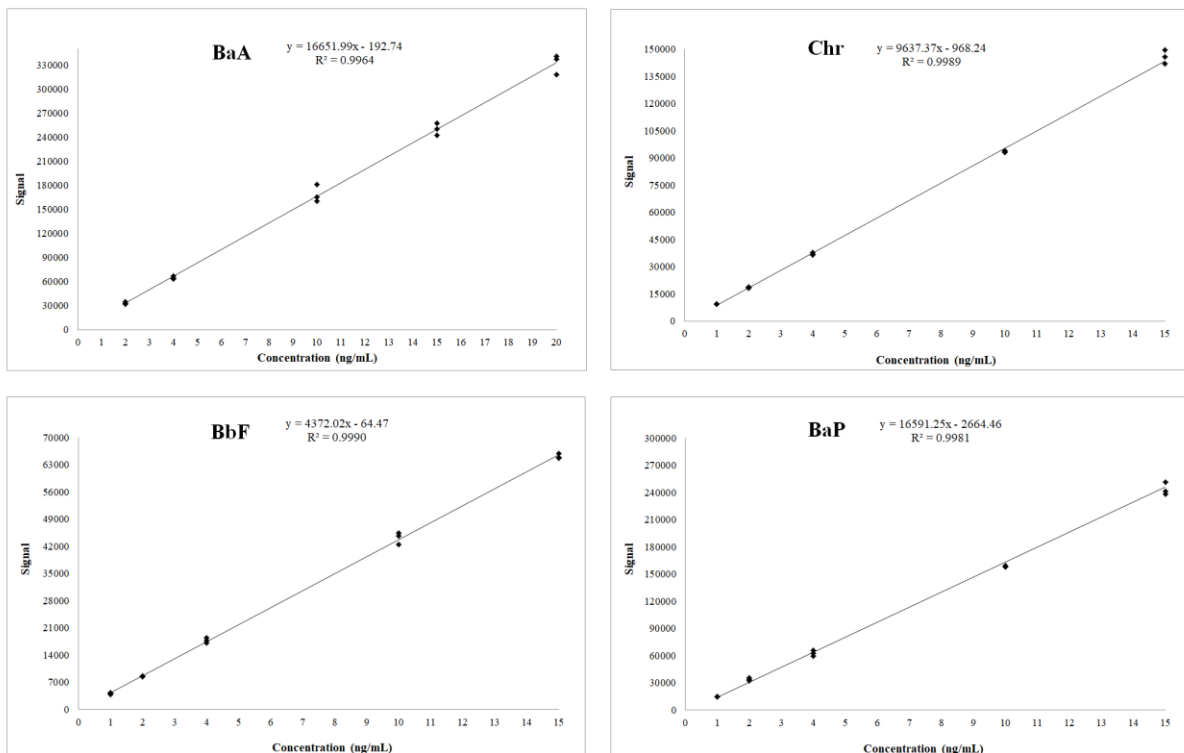 BaA
y = 16651.99x - 192.74
R² = 0.9964
330000
300000
270000
240000
210000
180000
150000
120000
90000
60000
30000
0
Signal
0 1 2 3 4 5 6 7 8 9 10 11 12 13 14 15 16 17 18 19 20
Concentration (ng/mL)
Chr
y = 9637.37x - 968.24
R² = 0.9989
150000
135000
120000
105000
90000
75000
60000
45000
30000
15000
0
Signal
0 1 2 3 4 5 6 7 8 9 10 11 12 13 14 15
Concentration (ng/mL)
BbF
y = 4372.02x - 64.47
R² = 0.9990
70000
63000
56000
49000
42000
35000
28000
21000
14000
7000
0
Signal
0 1 2 3 4 5 6 7 8 9 10 11 12 13 14 15
Concentration (ng/mL)
BaP
y = 16591.25x - 2664.46
R² = 0.9981
300000
270000
240000
210000
180000
150000
120000
90000
60000
30000
0
Signal
0 1 2 3 4 5 6 7 8 9 10 11 12 13 14 15
Concentration (ng/mL)